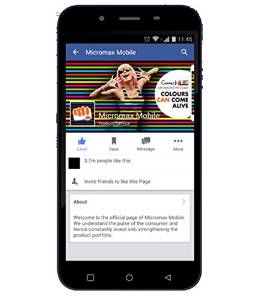 11:45
Micromax Mobile
Canvas HUE
COLOURS
CAN COME
ALIVE
Micromax Mobile
Product/Service
Liked
Save
Message
More
3.7m people like this
Invite friends to like this Page
About
Welcome to the official page of Micromax Mobile.
We understand the pulse of the consumer and
hence constantly invest into strengthening the
product portfolio.